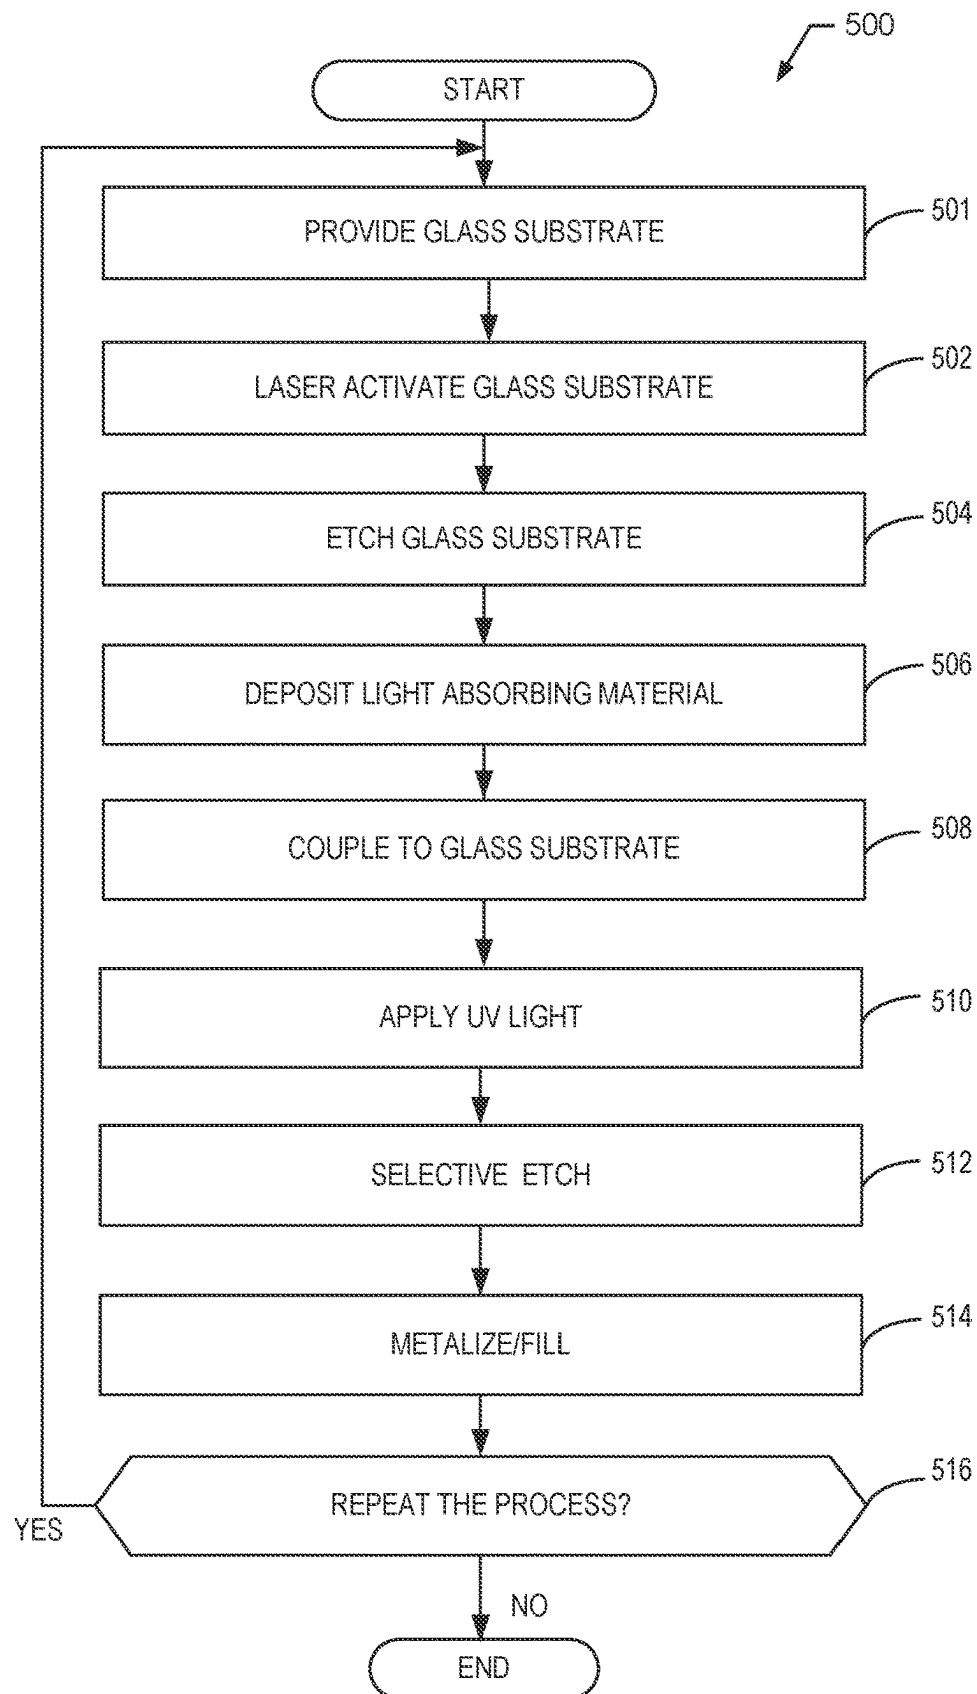 500
START
PROVIDE GLASS SUBSTRATE
501
LASER ACTIVATE GLASS SUBSTRATE
502
ETCH GLASS SUBSTRATE
504
DEPOSIT LIGHT ABSORBING MATERIAL
506
COUPLE TO GLASS SUBSTRATE
508
APPLY UV LIGHT
510
SELECTIVE ETCH
512
METALIZE/FILL
514
REPEAT THE PROCESS?
516
YES
NO
END